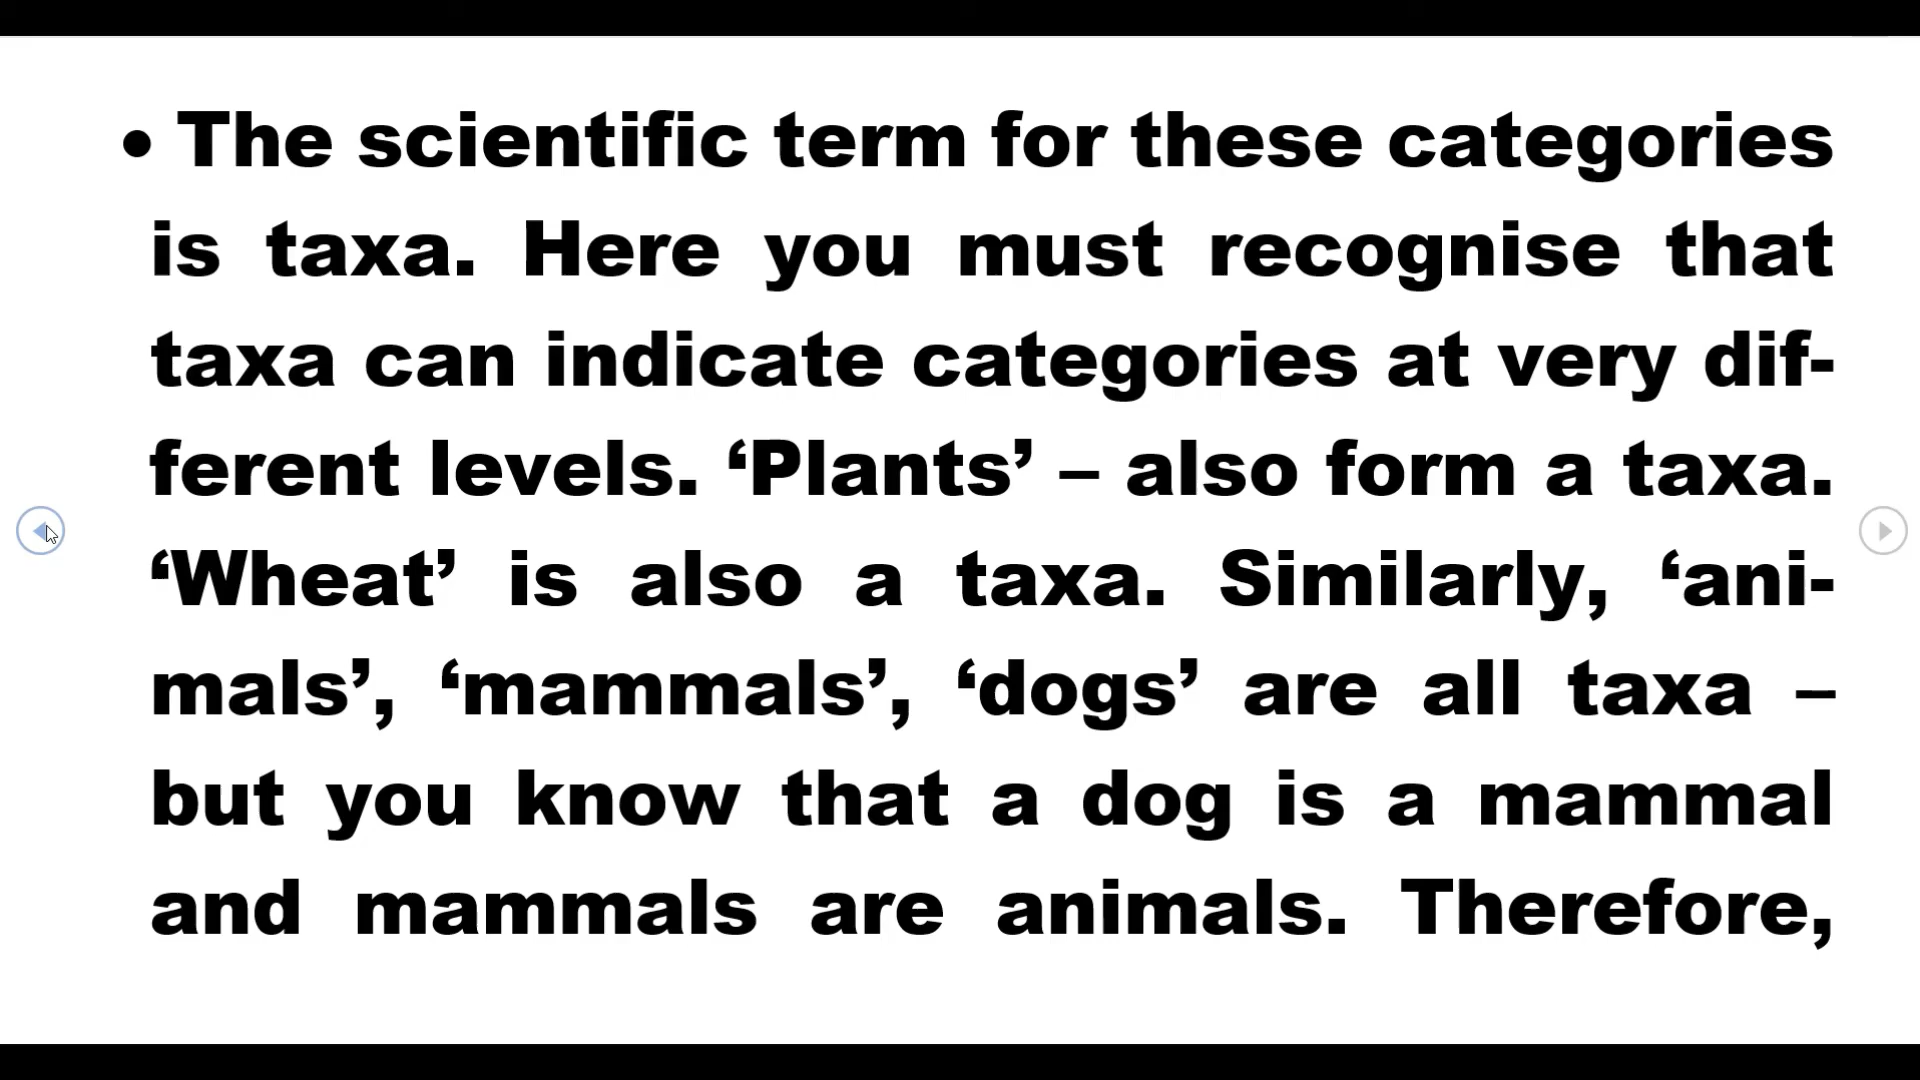 • The scientific term for these categories
is taxa. Here you must recognise that
taxa can indicate categories at very dif-
ferent levels. ‘Plants’ – also form a taxa.
‘Wheat’ is also a taxa. Similarly, ‘ani-
mals’, ‘mammals’, ‘dogs’ are all taxa –
but you know that a dog is a mammal
and mammals are animals. Therefore,